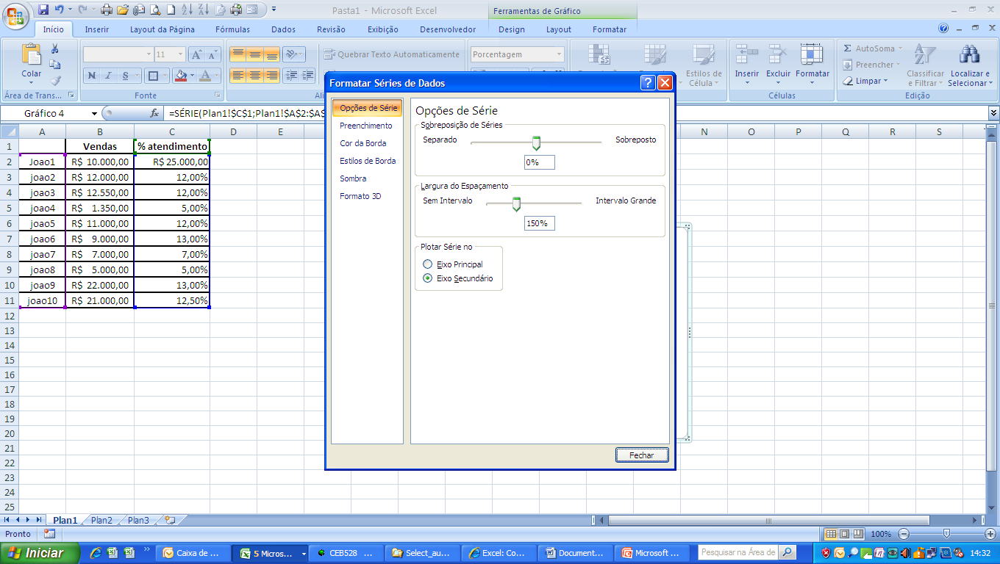 Pasta1 - Microsoft Excel
Ferramentas de Gráfico
Início Inserir Layout da Página Fórmulas Dados Revisão Exibição Desenvolvedor Design Layout Formatar
Colar
11
Quebrar Texto Automaticamente
Porcentagem
N I S
Estilos de Célula
Inserir Excluir Formatar
AutoSoma
Preencher
Limpar
Classificar e Filtrar
Localizar e Selecionar
Área de Trans...
Fonte
Ali
Células
Edição
Gráfico 4
fx
=SÉRIE(Plan1!$C$1;Plan1!$A$2:$A$
A B C D E N O P Q R S
1 Vendas % atendimento
2 Joao1 R$ 10.000,00 R$ 25.000,00
3 joao2 R$ 12.000,00 12,00%
4 joao3 R$ 12.550,00 12,00%
5 joao4 R$ 1.350,00 5,00%
6 joao5 R$ 11.000,00 12,00%
7 joao6 R$ 9.000,00 13,00%
8 joao7 R$ 7.000,00 7,00%
9 joao8 R$ 5.000,00 5,00%
10 joao9 R$ 22.000,00 13,00%
11 joao10 R$ 21.000,00 12,50%
12
13
14
15
16
17
18
19
20
21
22
23
24
25
Formatar Séries de Dados
Opções de Série
Preenchimento
Cor da Borda
Estilos de Borda
Sombra
Formato 3D
Opções de Série
Sobreposição de Séries
Separado Sobreposto
0%
Largura do Espaçamento
Sem Intervalo Intervalo Grande
150%
Plotar Série no
Eixo Principal
Eixo Secundário
Fechar
Plan1 Plan2 Plan3
Pronto
100%
Iniciar
Caixa de ...
5 Micros...
CEB528 ...
Select_au...
Excel: Co...
Document...
Microsoft ...
Pesquisar na Área de
14:32